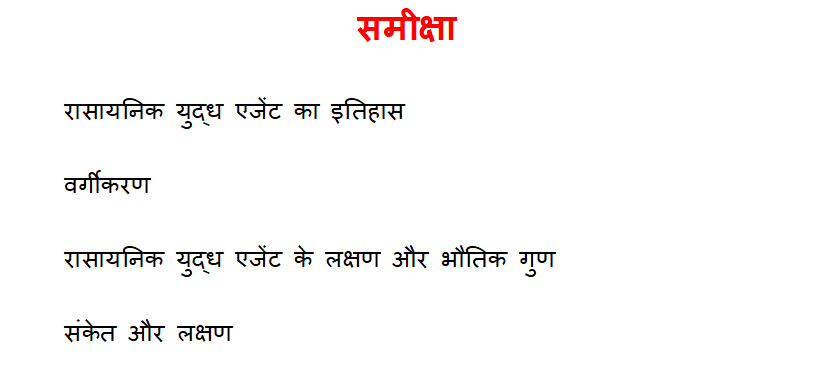 समीक्षा
रासायनिक युद्ध एजेंट का इतिहास
वर्गीकरण
रासायनिक युद्ध एजेंट के लक्षण और भौतिक गुण
संकेत और लक्षण